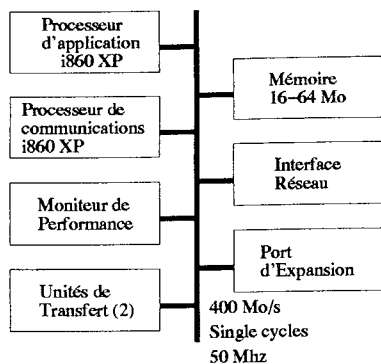 Processeur
d'application
i860 XP
Processeur de
communications
i860 XP
Moniteur de
Performance
Unités de
Transfert (2)
Mémoire
16–64 Mo
Interface
Réseau
Port
d'Expansion
400 Mo/s
Single cycles
50 Mhz